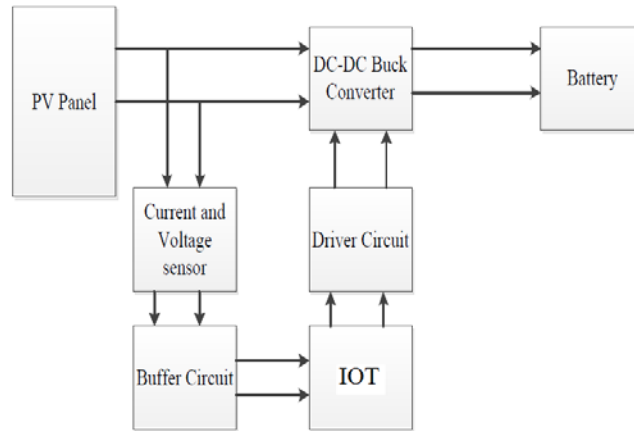 PV Panel
DC-DC Buck
Converter
Battery
Current and
Voltage
sensor
Driver Circuit
Buffer Circuit
IOT